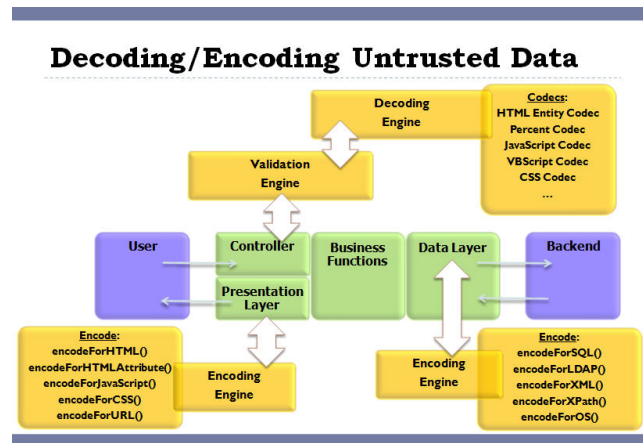 Decoding/Encoding Untrusted Data
Decoding
Engine
Codecs:
HTML Entity Codec
Percent Codec
JavaScript Codec
VBScript Codec
CSS Codec
...
Validation
Engine
User
Controller
Business
Functions
Data Layer
Backend
Presentation
Layer
Encode:
encodeForHTML()
encodeForHTMLAttribute()
encodeForJavaScript()
encodeForCSS()
encodeForURL()
Encoding
Engine
Encoding
Engine
Encode:
encodeForSQL()
encodeForLDAP()
encodeForXML()
encodeForXPath()
encodeForOS()